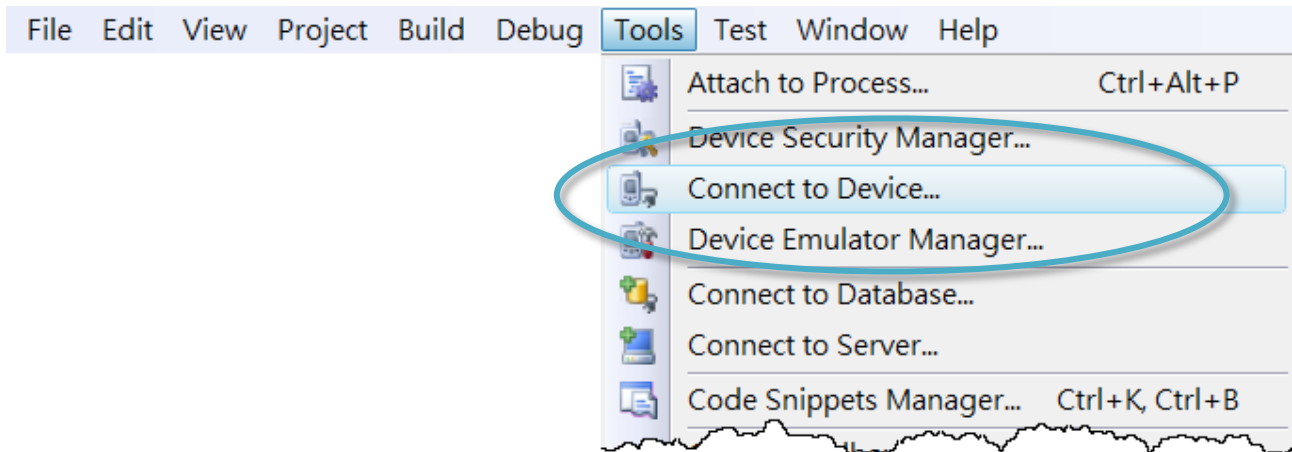 File Edit View Project Build Debug Tools Test Window Help
Attach to Process... Ctrl+Alt+P
Device Security Manager...
Connect to Device...
Device Emulator Manager...
Connect to Database...
Connect to Server...
Code Snippets Manager... Ctrl+K, Ctrl+B